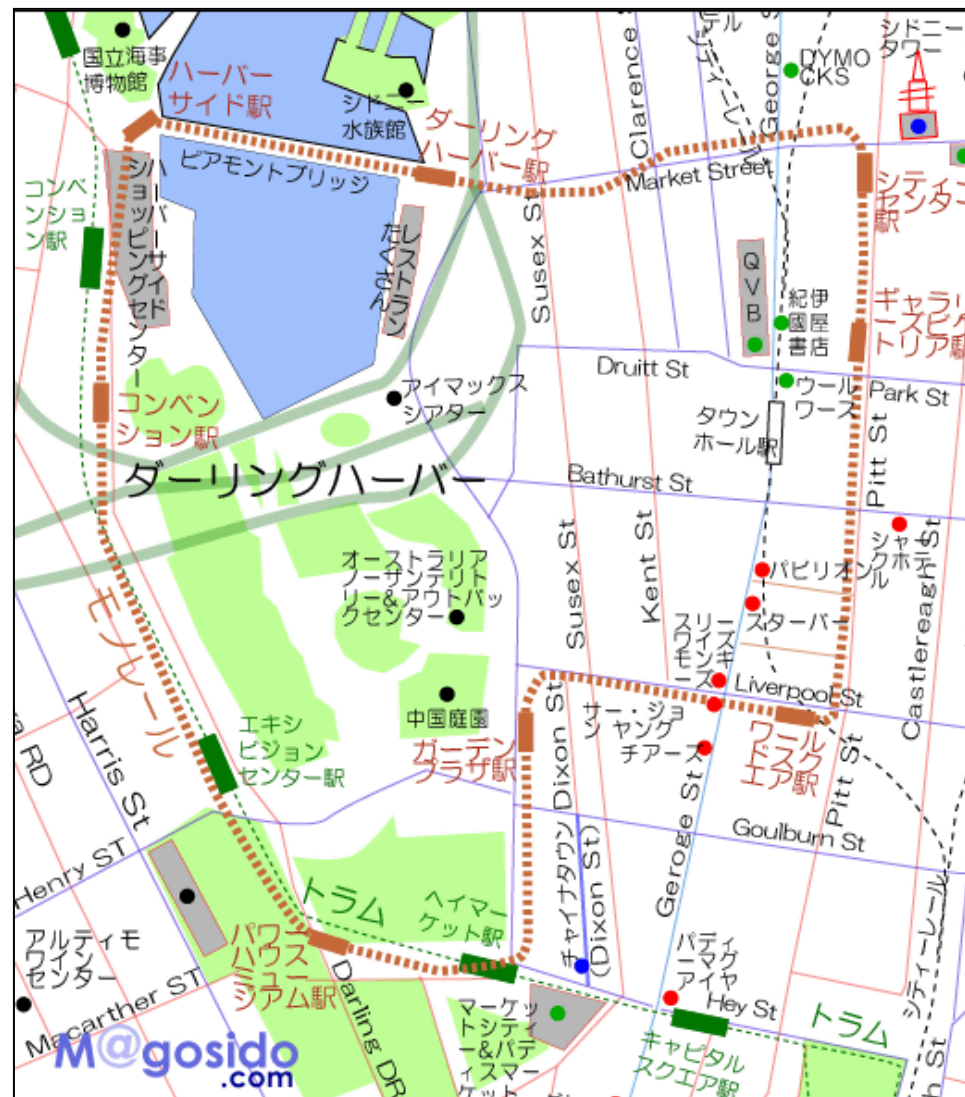 国立海事
博物館
ハーバー
サイド駅
シドニー
水族館
ダーリング
ハーバー駅
ピアモントブリッジ
Clarence S
シティーレール
George S
DYMO
CKS
シドニー
タワー
Market Street
シティ
センター
駅
コンベ
ンショ
ン駅
ハーバーサイド
ショッピングセンター
レストラン
たくさん
Susex St
QVB
紀伊
國屋
書店
ギャラリ
ーズビク
トリア駅
Druitt St
ウール
ワース
Park St
アイマックス
シアター
コンベン
ション駅
タウン
ホール駅
Pitt St
ダーリングハーバー
Bathurst St
シャ
シクホテ
ル
オーストラリア
ノーザンテリト
リー&アウトバッ
クセンター
Susex St
Kent St
パビリオン
スターバー
スリー
ワイズ
モンキ
ーズ
Castlereagh St
モノレール
Liverpool St
中国庭園
サー・ジョ
ン ヤング
チアーズ
ワール
ドスク
エア駅
Pitt St
Harris St
エキシ
ビジョン
センター駅
ガーデン
プラザ駅
Dixon St
a RD
Goulburn St
Geroge St
Henry ST
チャイナタウン
(Dixon St)
トラム
ヘイマー
ケット駅
シティーレール
アルティモ
ワイン
センター
パワー
ハウス
ミュー
ジアム駅
パディ
ーマグ
アイヤ
Macarther ST
Darling DR
マーケッ
トシティ
ー&パデ
ィスマー
ケット
Hey St
トラム
キャピタル
スクエア駅
h St
M@gosido
.com